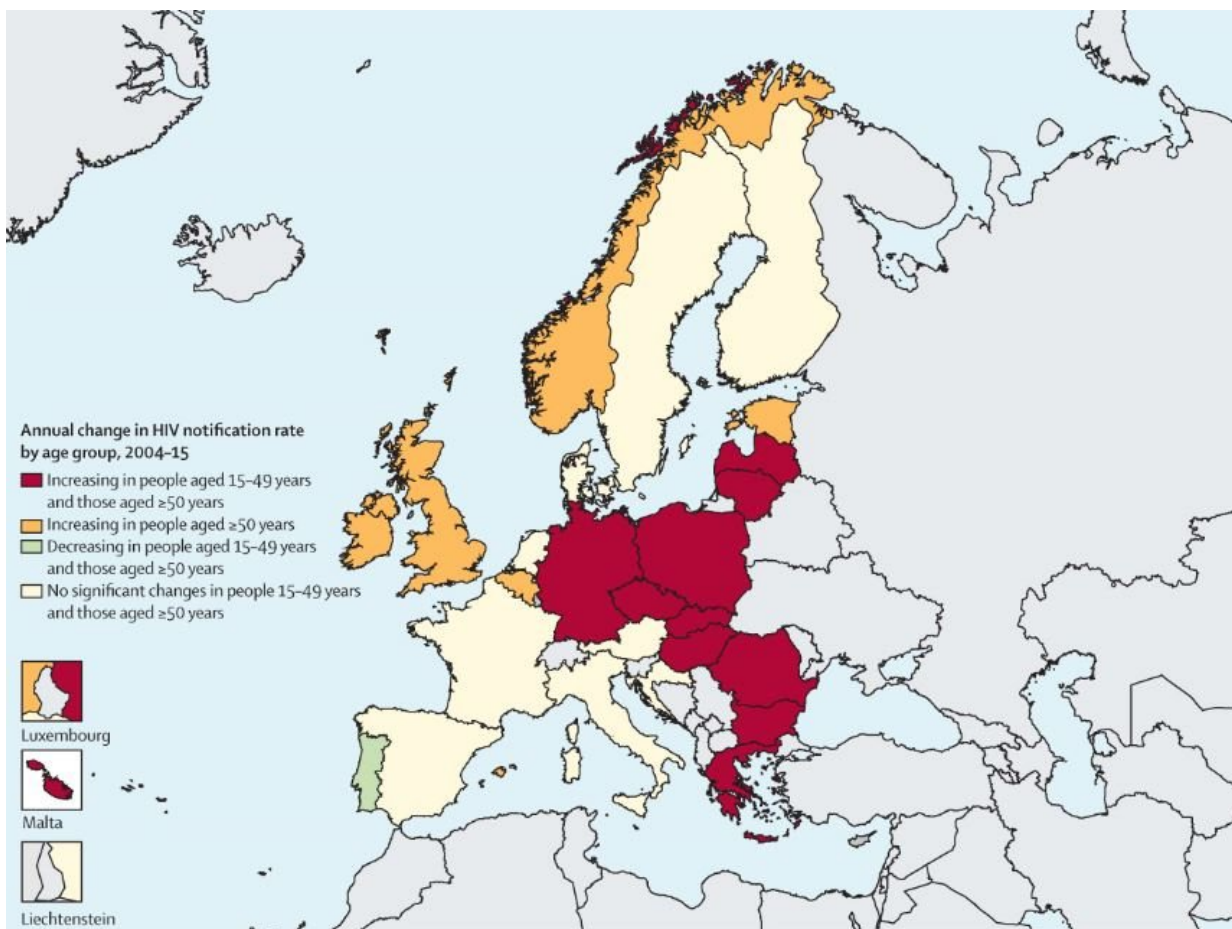 Annual change in HIV notification rate
by age group, 2004–15
Increasing in people aged 15–49 years
and those aged ≥50 years
Increasing in people aged ≥50 years
Decreasing in people aged 15–49 years
and those aged ≥50 years
No significant changes in people 15–49 years
and those aged ≥50 years
Luxembourg
Malta
Liechtenstein